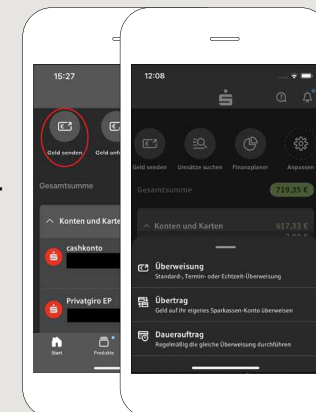 15:27
Geld senden
Geld anf
Gesamtsumme
Konten und Karte
cashkonto
Privatgiro EP
Start
Produkte
12:08
Geld senden
Umsätze suchen
Finanzplaner
Anpassen
Gesamtsumme
719,35 €
Konten und Karten
617,33 €
Überweisung
Standard-, Termin- oder Echtzeit-Überweisung
Übertrag
Geld auf Ihr eigenes Sparkassen-Konto überweisen
Dauerauftrag
Regelmäßig die gleiche Überweisung durchführen